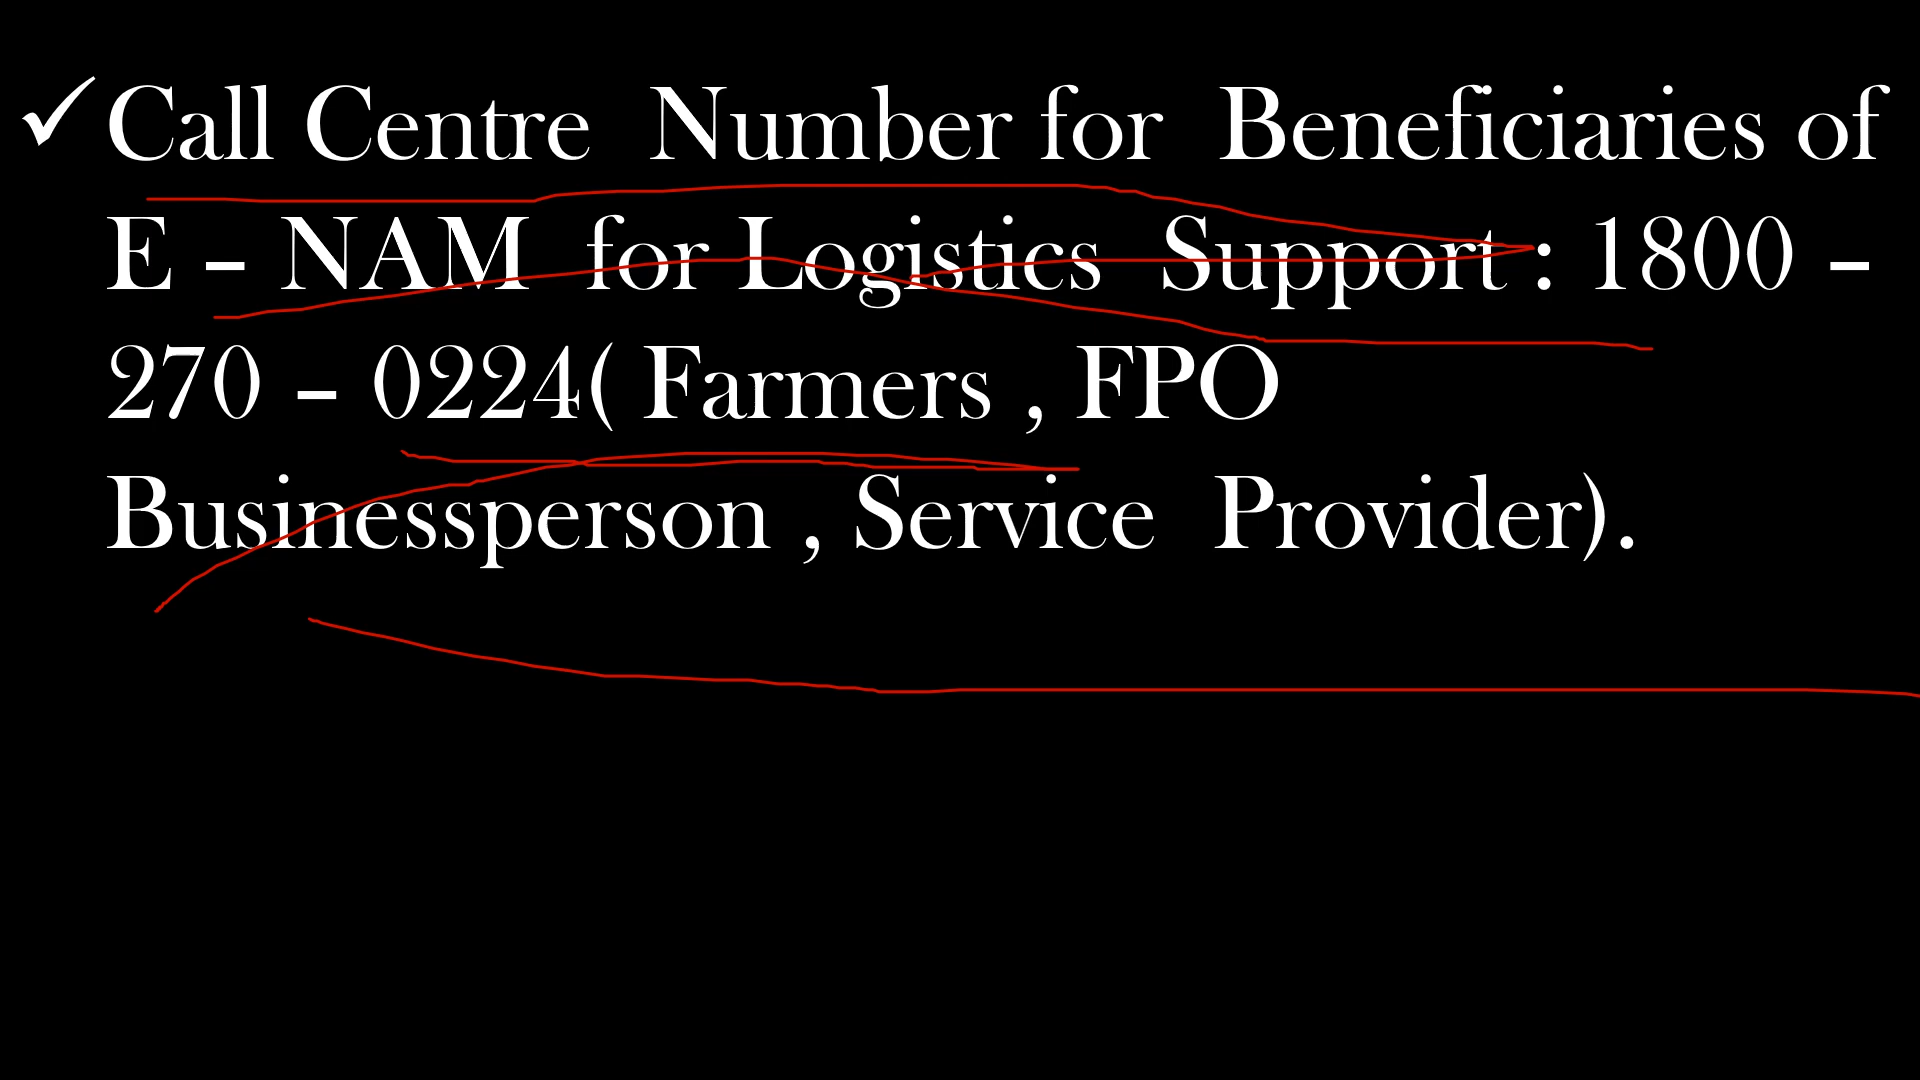 ✓Call Centre Number for Beneficiaries of
E – NAM for Logistics Support : 1800 –
270 – 0224( Farmers , FPO
Businessperson , Service Provider).